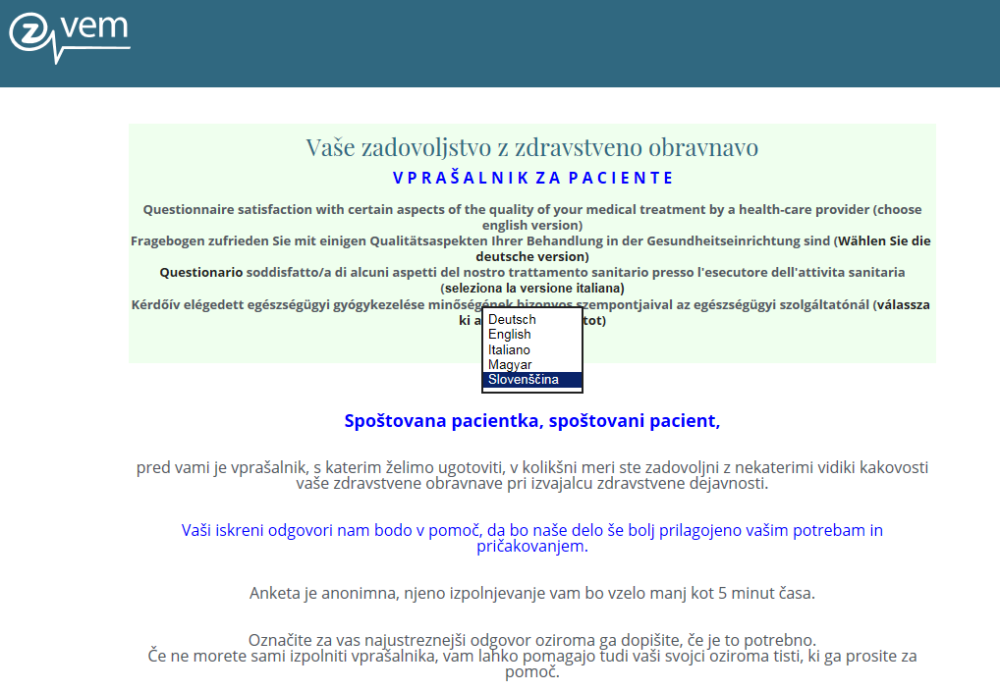 zvem
Vaše zadovoljstvo z zdravstveno obravnavo
VPRAŠALNIK ZA PACIENTE
Questionnaire satisfaction with certain aspects of the quality of your medical treatment by a health-care provider (choose
english version)
Fragebogen zufrieden Sie mit einigen Qualitätsaspekten Ihrer Behandlung in der Gesundheitseinrichtung sind (Wählen Sie die
deutsche version)
Questionario soddisfatto/a di alcuni aspetti del nostro trattamento sanitario presso l'esecutore dell'attivita sanitaria
(seleziona la versione italiana)
Kérdőív elégedett egészségügyi gyógykezelése minőségének bizonyos szempontjaival az egészségügyi szolgáltatónál (válassza
ki a tot)
Deutsch
English
Italiano
Magyar
Slovenščina
Spoštovana pacientka, spoštovani pacient,
pred vami je vprašalnik, s katerim želimo ugotoviti, v kolikšni meri ste zadovoljni z nekaterimi vidiki kakovosti
vaše zdravstvene obravnave pri izvajalcu zdravstvene dejavnosti.
Vaši iskreni odgovori nam bodo v pomoč, da bo naše delo še bolj prilagojeno vašim potrebam in
pričakovanjem.
Anketa je anonimna, njeno izpolnjevanje vam bo vzelo manj kot 5 minut časa.
Označite za vas najustreznejši odgovor oziroma ga dopišite, če je to potrebno.
Če ne morete sami izpolniti vprašalnika, vam lahko pomagajo tudi vaši svojci oziroma tisti, ki ga prosite za
pomoč.